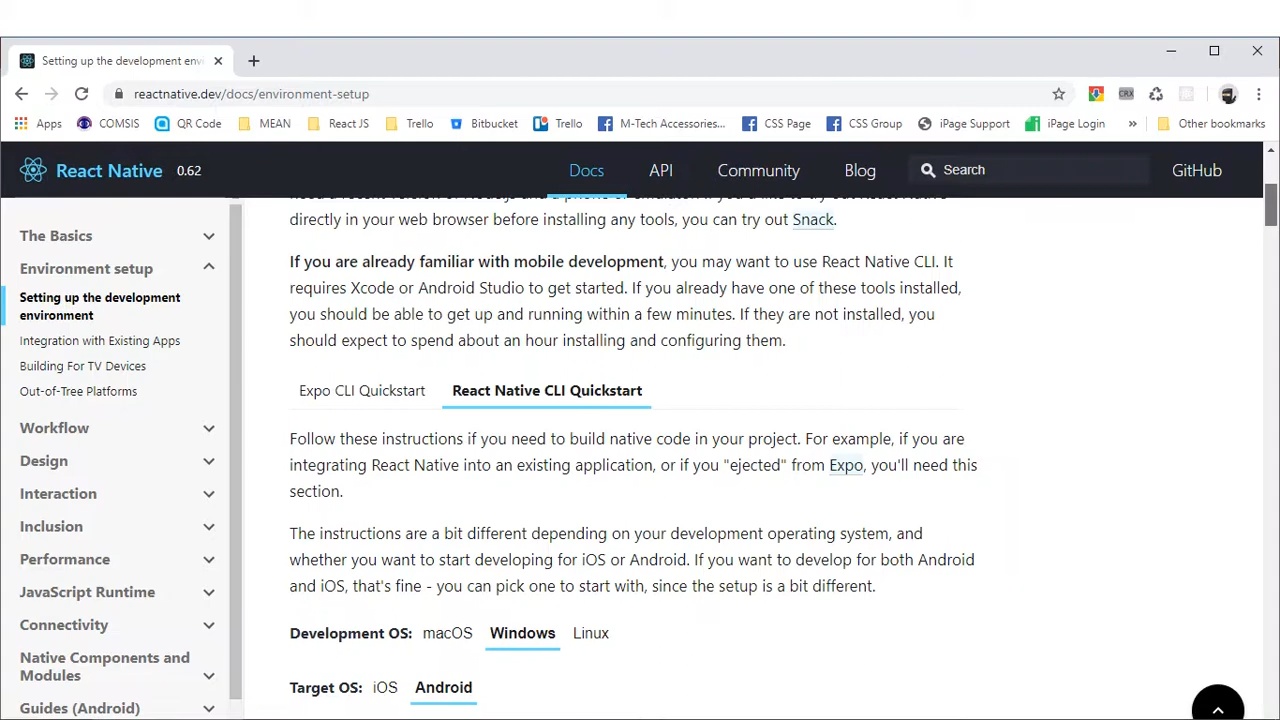 Setting up the development env
reactnative.dev/docs/environment-setup
Apps COMSIS QR Code MEAN React JS Trello Bitbucket Trello M-Tech Accessories... CSS Page CSS Group iPage Support iPage Login » Other bookmarks
React Native 0.62 Docs API Community Blog Search GitHub
The Basics
Environment setup
Setting up the development
environment
Integration with Existing Apps
Building For TV Devices
Out-of-Tree Platforms
Workflow
Design
Interaction
Inclusion
Performance
JavaScript Runtime
Connectivity
Native Components and
Modules
Guides (Android)
directly in your web browser before installing any tools, you can try out Snack.
If you are already familiar with mobile development, you may want to use React Native CLI. It
requires Xcode or Android Studio to get started. If you already have one of these tools installed,
you should be able to get up and running within a few minutes. If they are not installed, you
should expect to spend about an hour installing and configuring them.
Expo CLI Quickstart React Native CLI Quickstart
Follow these instructions if you need to build native code in your project. For example, if you are
integrating React Native into an existing application, or if you "ejected" from Expo, you'll need this
section.
The instructions are a bit different depending on your development operating system, and
whether you want to start developing for iOS or Android. If you want to develop for both Android
and iOS, that's fine - you can pick one to start with, since the setup is a bit different.
Development OS: macOS Windows Linux
Target OS: iOS Android